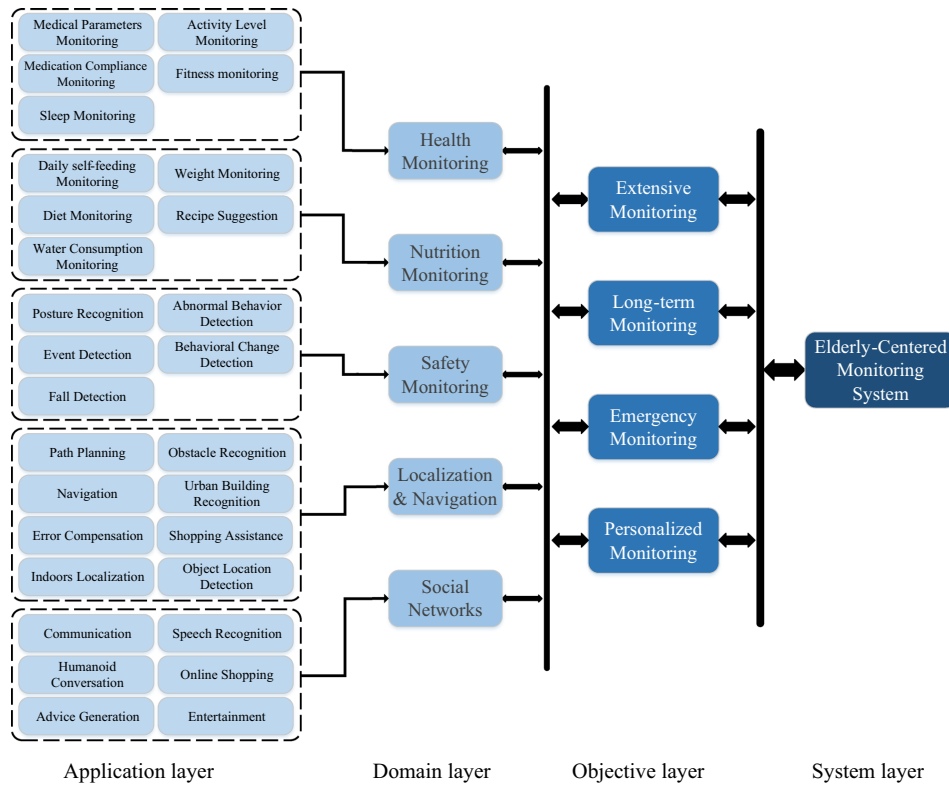 Medical Parameters
Monitoring
Activity Level
Monitoring
Medication Compliance
Monitoring
Fitness monitoring
Sleep Monitoring
Daily self-feeding
Monitoring
Weight Monitoring
Diet Monitoring
Recipe Suggestion
Water Consumption
Monitoring
Posture Recognition
Abnormal Behavior
Detection
Event Detection
Behavioral Change
Detection
Fall Detection
Path Planning
Obstacle Recognition
Navigation
Urban Building
Recognition
Error Compensation
Shopping Assistance
Indoors Localization
Object Location
Detection
Communication
Speech Recognition
Humanoid
Conversation
Online Shopping
Advice Generation
Entertainment
Application layer
Health
Monitoring
Nutrition
Monitoring
Safety
Monitoring
Localization
& Navigation
Social
Networks
Domain layer
Extensive
Monitoring
Long-term
Monitoring
Emergency
Monitoring
Personalized
Monitoring
Objective layer
Elderly-Centered
Monitoring
System
System layer